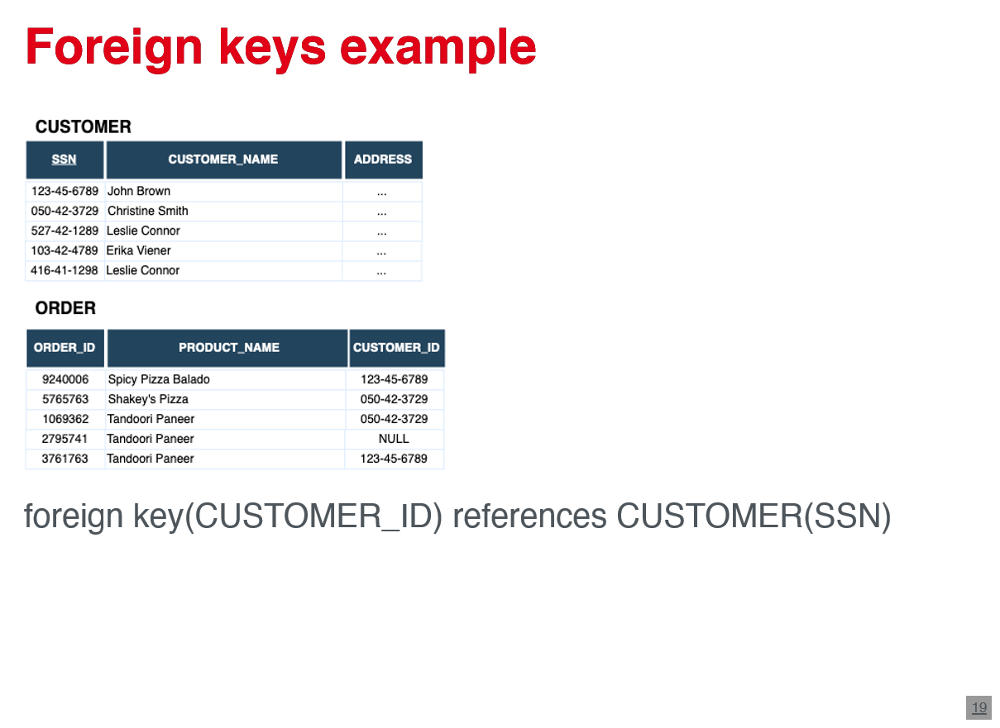 Foreign keys example
CUSTOMER
SSN CUSTOMER_NAME ADDRESS
123-45-6789 John Brown ...
050-42-3729 Christine Smith ...
527-42-1289 Leslie Connor ...
103-42-4789 Erika Viener ...
416-41-1298 Leslie Connor ...
ORDER
ORDER_ID PRODUCT_NAME CUSTOMER_ID
9240006 Spicy Pizza Balado 123-45-6789
5765763 Shakey's Pizza 050-42-3729
1069362 Tandoori Paneer 050-42-3729
2795741 Tandoori Paneer NULL
3761763 Tandoori Paneer 123-45-6789
foreign key(CUSTOMER_ID) references CUSTOMER(SSN)
19